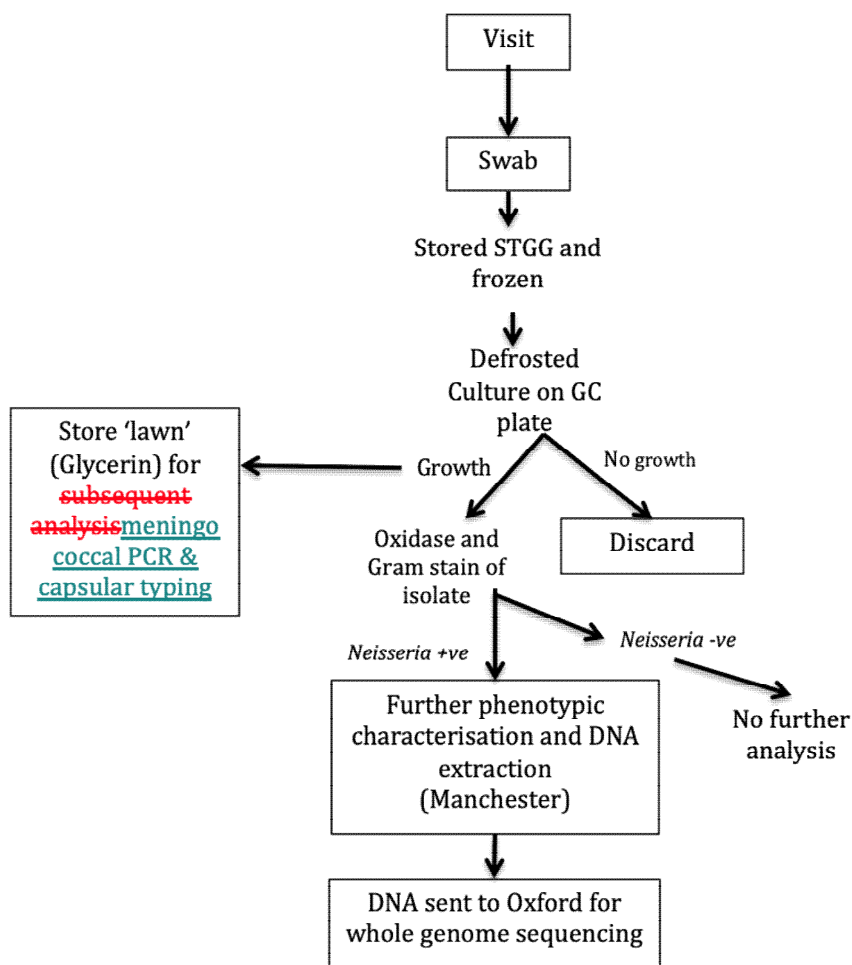 Visit
Swab
Stored STGG and
frozen
Defrosted
Culture on GC
plate
Store ‘lawn’
(Glycerin) for
subsequent
analysismeningo
coccal PCR &
capsular typing
Growth
No growth
Oxidase and
Gram stain of
isolate
Discard
Neisseria +ve
Neisseria -ve
Further phenotypic
characterisation and DNA
extraction
(Manchester)
No further
analysis
DNA sent to Oxford for
whole genome sequencing